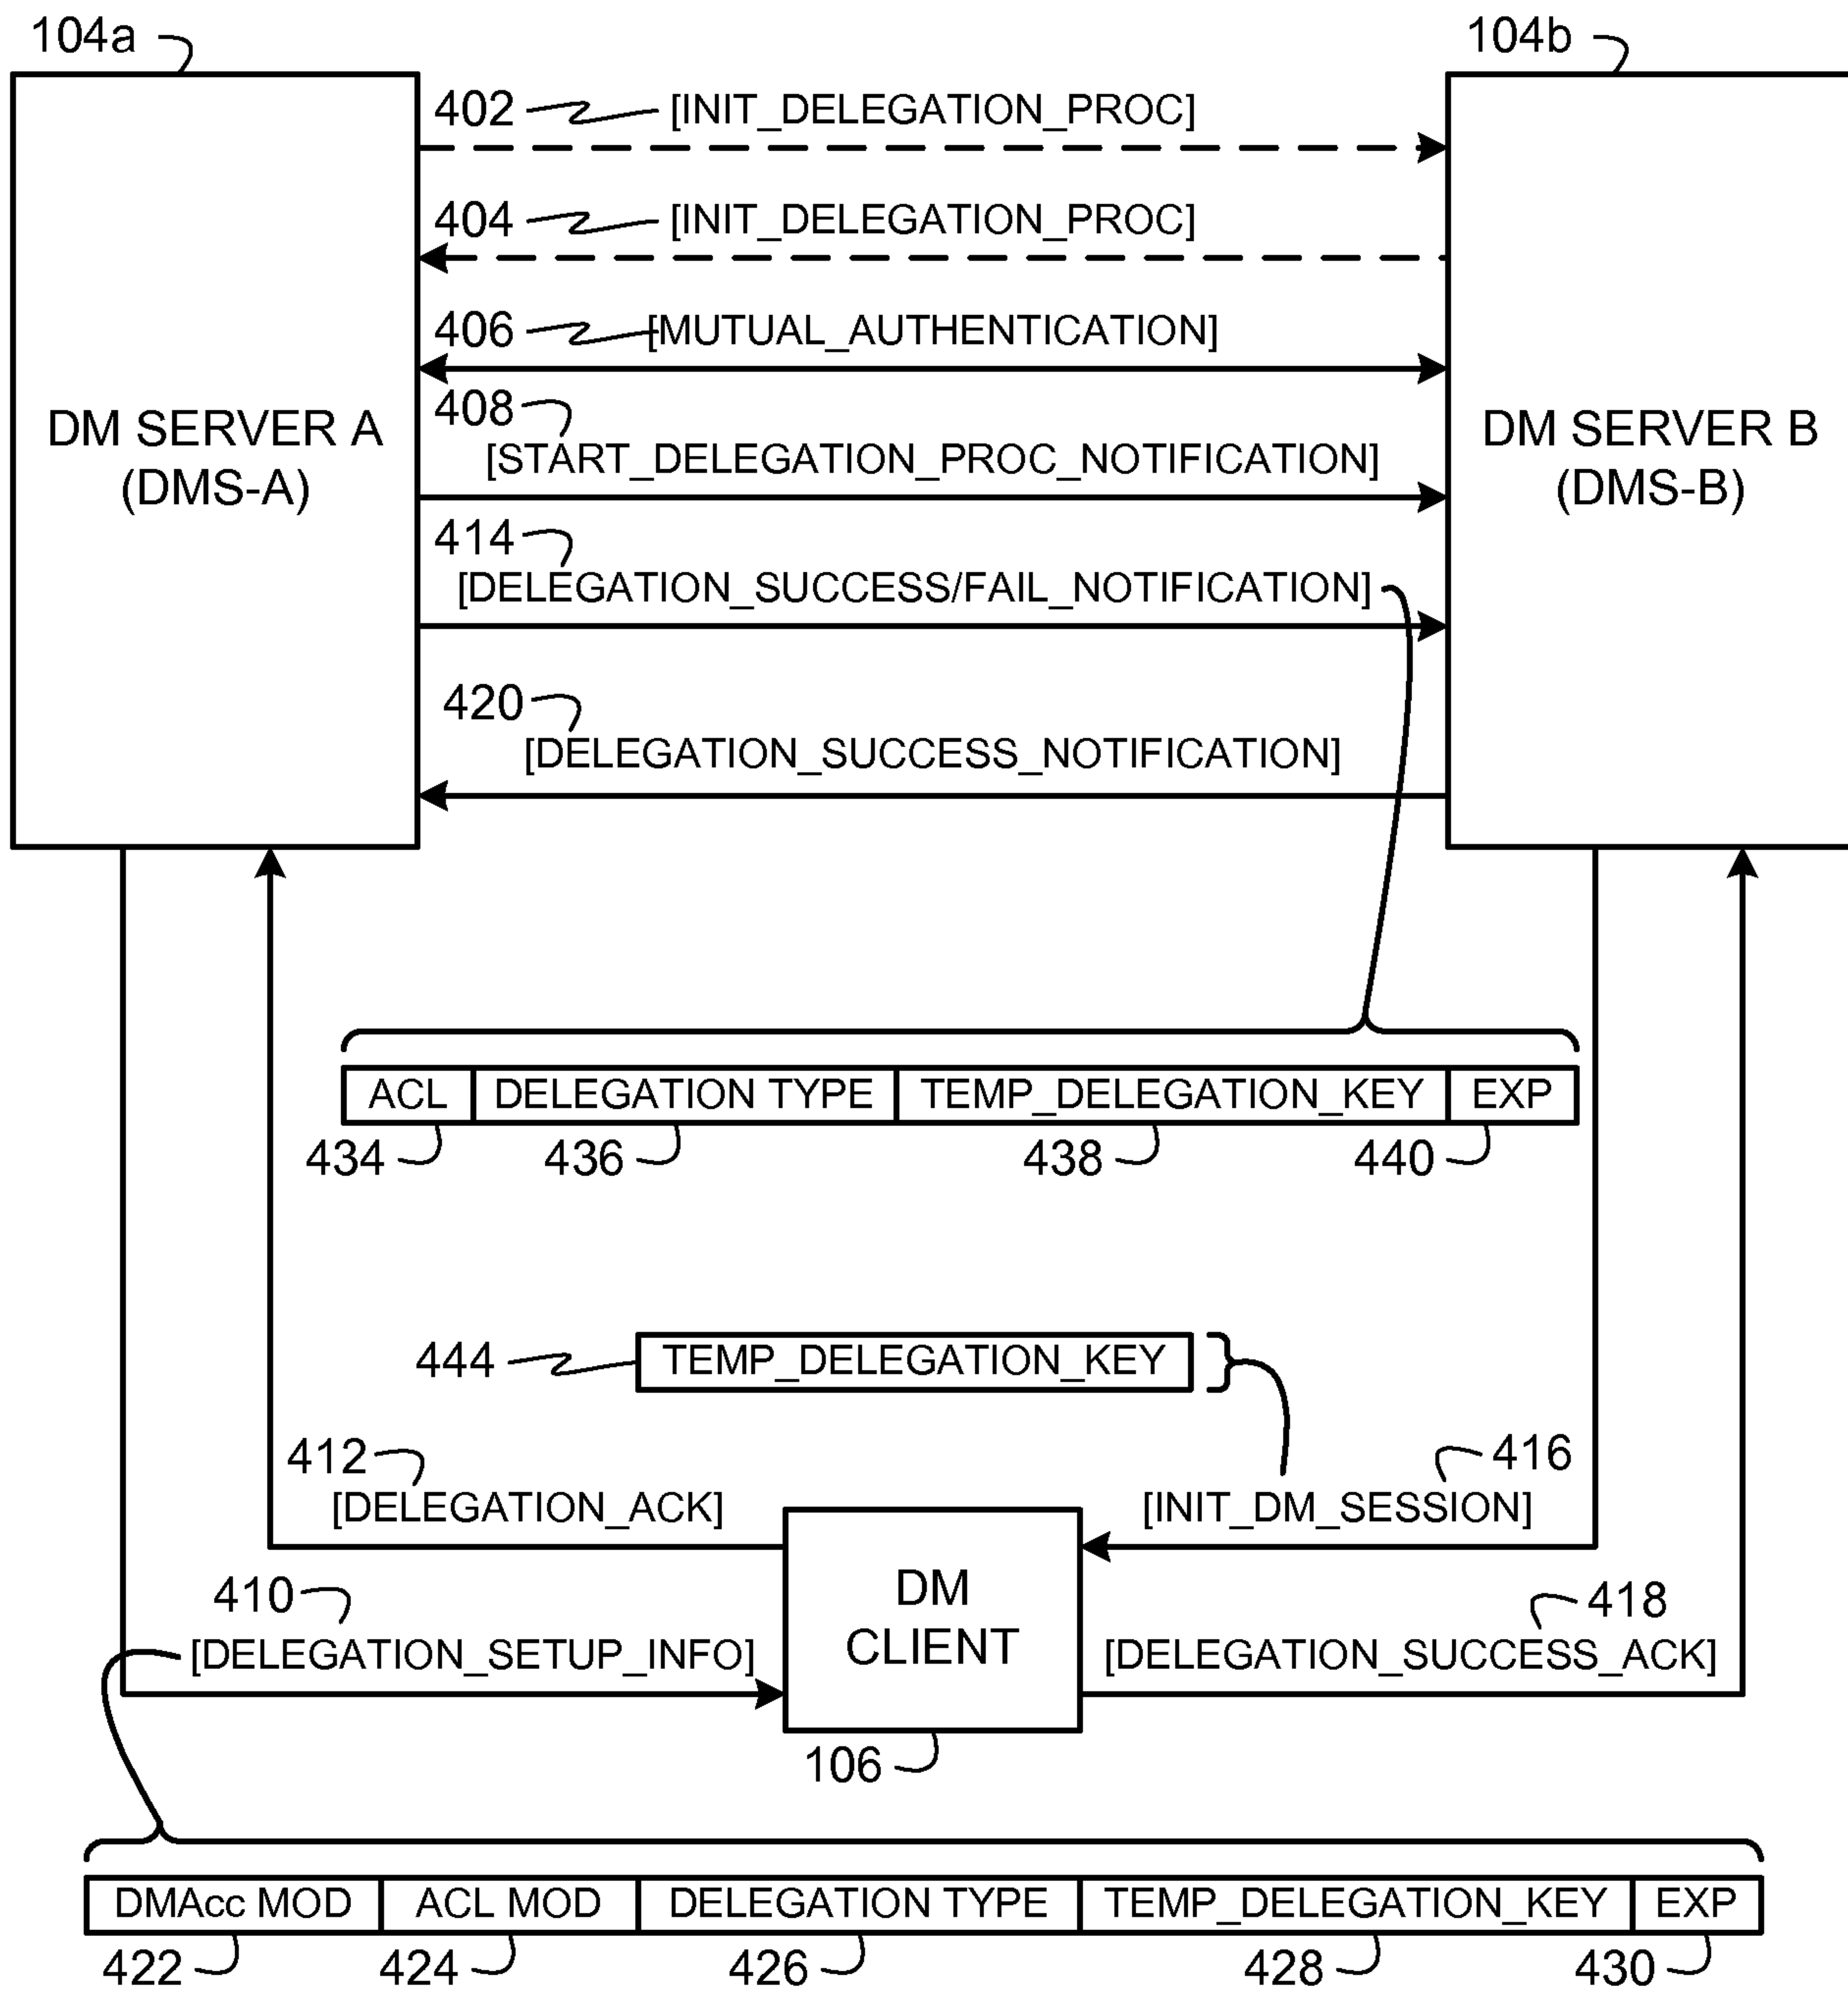 104a
104b
402
[INIT_DELEGATION_PROC]
404
[INIT_DELEGATION_PROC]
406
[MUTUAL_AUTHENTICATION]
408
[START_DELEGATION_PROC_NOTIFICATION]
DM SERVER A
(DMS-A)
DM SERVER B
(DMS-B)
414
[DELEGATION_SUCCESS/FAIL_NOTIFICATION]
420
[DELEGATION_SUCCESS_NOTIFICATION]
ACL
DELEGATION TYPE
TEMP_DELEGATION_KEY
EXP
434
436
438
440
444
TEMP_DELEGATION_KEY
412
[DELEGATION_ACK]
416
[INIT_DM_SESSION]
DM
CLIENT
410
[DELEGATION_SETUP_INFO]
418
[DELEGATION_SUCCESS_ACK]
106
DMAcc MOD
ACL MOD
DELEGATION TYPE
TEMP_DELEGATION_KEY
EXP
422
424
426
428
430